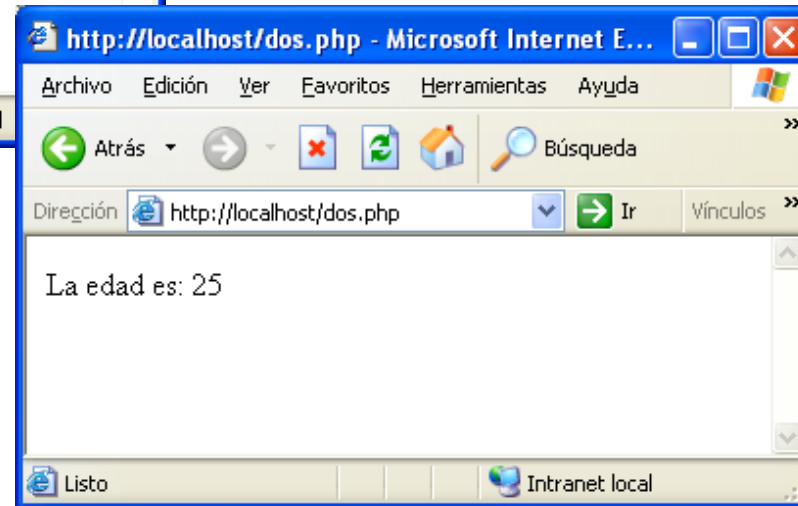 http://localhost/dos.php - Microsoft Internet E...
Archivo Edición Ver Favoritos Herramientas Ayuda
Atrás Búsqueda »
Dirección http://localhost/dos.php Ir Vínculos »
La edad es: 25
Listo Intranet local